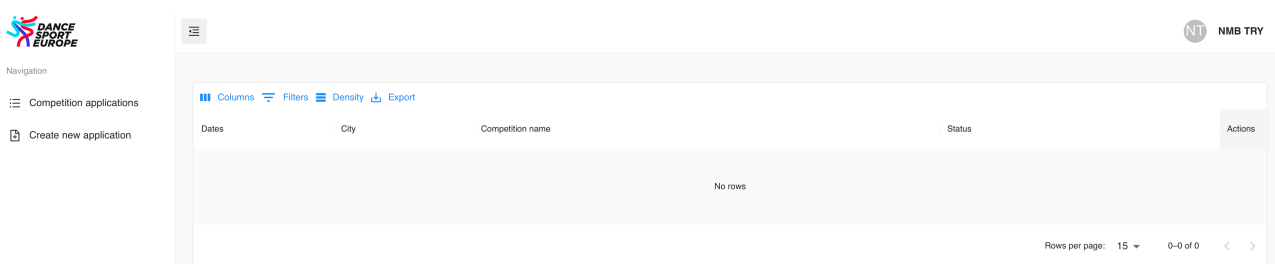 DANCE
SPORT
EUROPE
NT NMB TRY
Navigation
Competition applications
Create new application
Columns Filters Density Export
Dates City Competition name Status Actions
No rows
Rows per page: 15 0–0 of 0